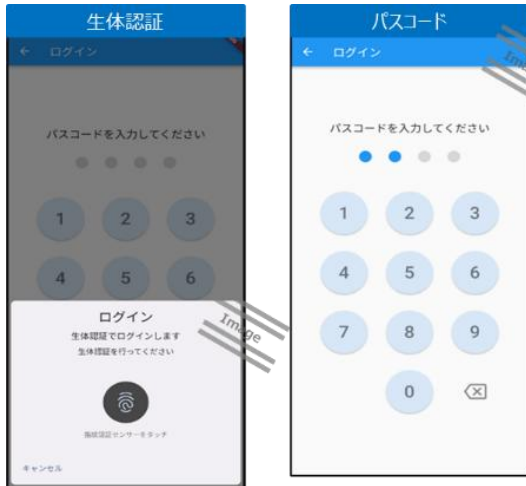 生体認証
← ログイン
パスコードを入力してください
1 2 3
4 5 6
ログイン
生体認証でログインします
生体認証を行ってください
指紋認証センサーをタッチ
キャンセル
Image
パスコード
← ログイン
パスコードを入力してください
1 2 3
4 5 6
7 8 9
0
Image